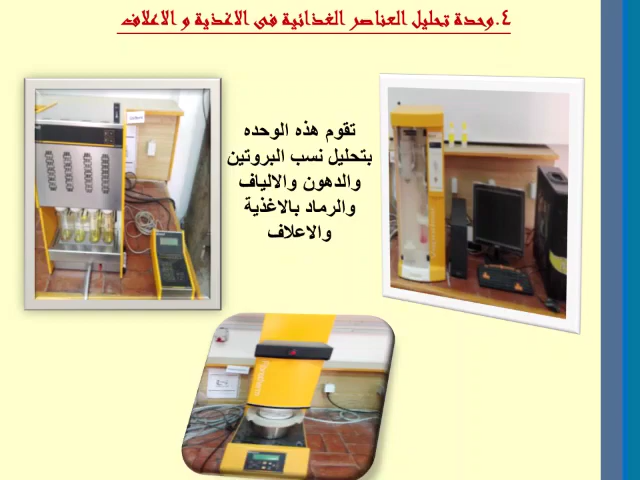 ٤.وحدة تحليل العناصر الغذائية فى الاغذية و الاعلاف
تقوم هذه الوحده
بتحليل نسب البروتين
والدهون والالياف
والرماد بالاغذية
والاعلاف